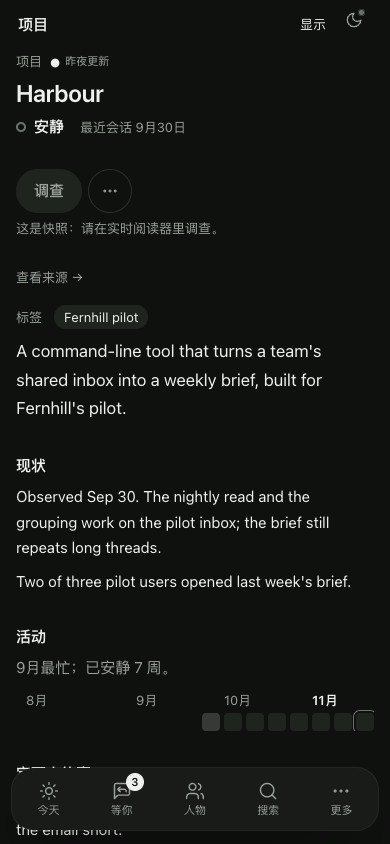 项目
显示
项目 ● 昨夜更新
Harbour
安静 最近会话 9月30日
调查
这是快照：请在实时阅读器里调查。
查看来源 →
标签 Fernhill pilot
A command-line tool that turns a team's
shared inbox into a weekly brief, built for
Fernhill's pilot.
现状
Observed Sep 30. The nightly read and the
grouping work on the pilot inbox; the brief still
repeats long threads.
Two of three pilot users opened last week's brief.
活动
9月最忙；已安静 7 周。
8月 9月 10月 11月
3
今天 等你 人物 搜索 更多
the email short.